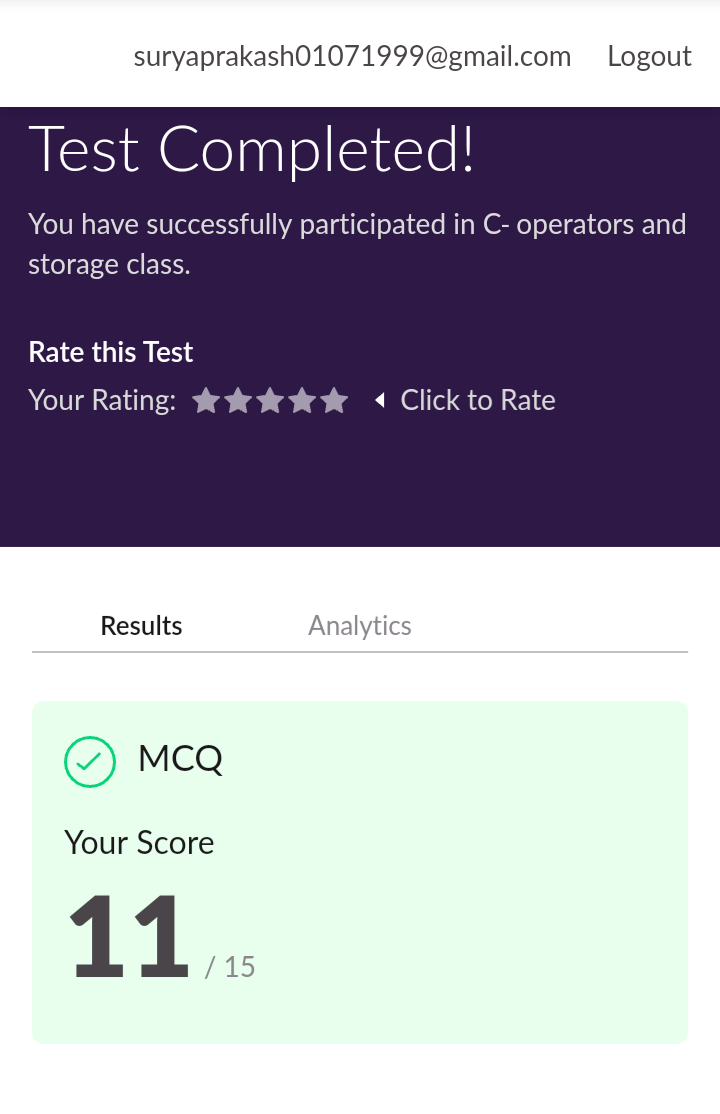 suryaprakash01071999@gmail.com Logout
Test Completed!
You have successfully participated in C- operators and
storage class.
Rate this Test
Your Rating: Click to Rate
Results Analytics
MCQ
Your Score
11 / 15